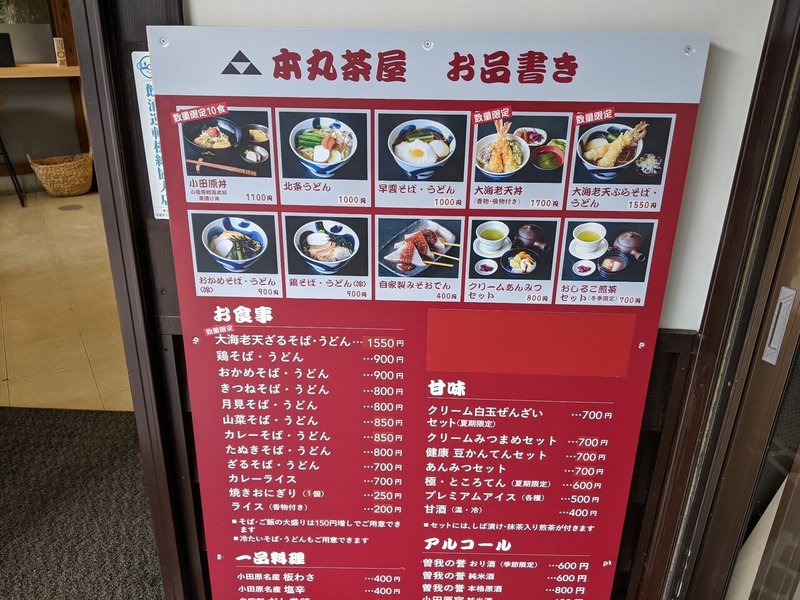 本丸茶屋 お品書き
数量限定10食
小田原丼
1100円
北条うどん
1000円
早雲そば・うどん
1000円
数量限定
大海老天丼
(香物・吸物付き) 1700円
数量限定
大海老天ぷらそば・うどん
1550円
おかめそば・うどん
(冷) 900円
鶏そば・うどん(冷)
900円
自家製みそおでん
400円
クリームあんみつ
セット 800円
おしるこ煎茶
セット(冬季限定) 700円
お食事
数量限定
大海老天ざるそば・うどん…1550円
鶏そば・うどん …900円
おかめそば・うどん …900円
きつねそば・うどん …800円
月見そば・うどん …800円
山菜そば・うどん …850円
カレーそば・うどん …850円
たぬきそば・うどん …800円
ざるそば・うどん …700円
カレーライス …700円
焼きおにぎり(1個) …250円
ライス(香物付き) …200円
■そば・ご飯の大盛りは150円増しでご用意できます
■冷たいそば・うどんもご用意できます
一品料理
小田原名産 板わさ …400円
小田原名産 塩辛 …400円
甘味
クリーム白玉ぜんざい …700円
セット(夏期限定)
クリームみつまめセット …700円
健康 豆かんてんセット …700円
あんみつセット …700円
極・ところてん(夏期限定) …600円
プレミアムアイス(各種) …500円
甘酒(温・冷) …400円
■セットには、しば漬け・抹茶入り煎茶が付きます
アルコール
曽我の誉 おり酒(季節限定) …600円
曽我の誉 純米酒 …600円
曽我の誉 本格原酒 …800円